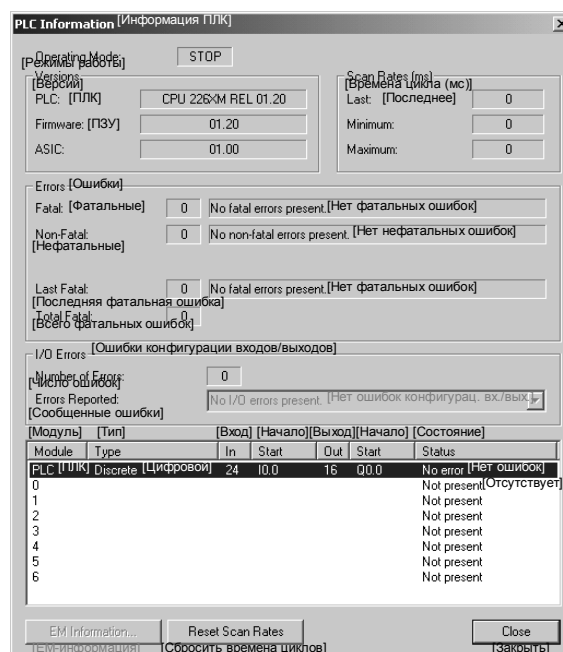 PLC Information [Информация ПЛК]
Operating Mode: STOP
[Режимы работы]
Versions Scan Rates (ms)
[Версии] [Времена цикла (мс)]
PLC: [ПЛК] CPU 226XM REL 01.20 Last: [Последнее] 0
Firmware: [ПЗУ] 01.20 Minimum: 0
ASIC: 01.00 Maximum: 0
Errors [Ошибки]
Fatal: [Фатальные] 0 No fatal errors present. [Нет фатальных ошибок]
Non-Fatal: 0 No non-fatal errors present. [Нет нефатальных ошибок]
[Нефатальные]
Last Fatal: 0 No fatal errors present. [Нет фатальных ошибок]
[Последняя фатальная ошибка]
Total Fatal: 0
[Всего фатальных ошибок]
[Ошибки конфигурации входов/выходов]
I/O Errors
Number of Errors: 0
[Число ошибок]
Errors Reported: No I/O errors present. [Нет ошибок конфигурац. вх./вых.]
[Сообщенные ошибки]
[Модуль] [Тип] [Вход] [Начало] [Выход] [Начало] [Состояние]
Module Type In Start Out Start Status
PLC [ПЛК] Discrete [Цифровой] 24 I0.0 16 Q0.0 No error [Нет ошибок]
0 Not present [Отсутствует]
1 Not present
2 Not present
3 Not present
4 Not present
5 Not present
6 Not present
EM Information... Reset Scan Rates Close
[EM-информация] [Сбросить времена циклов] [Закрыть]